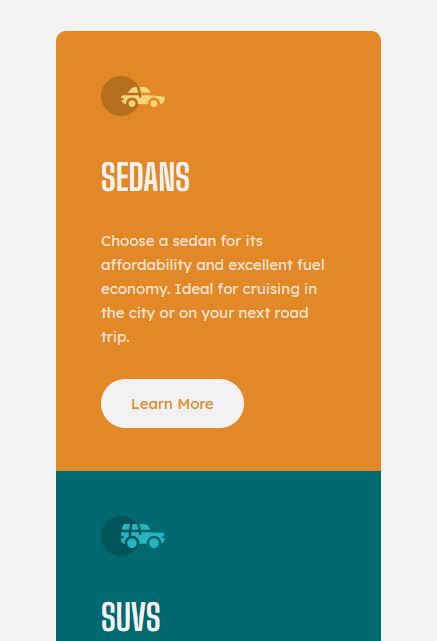 SEDANS
Choose a sedan for its
affordability and excellent fuel
economy. Ideal for cruising in
the city or on your next road
trip.
Learn More
SUVS